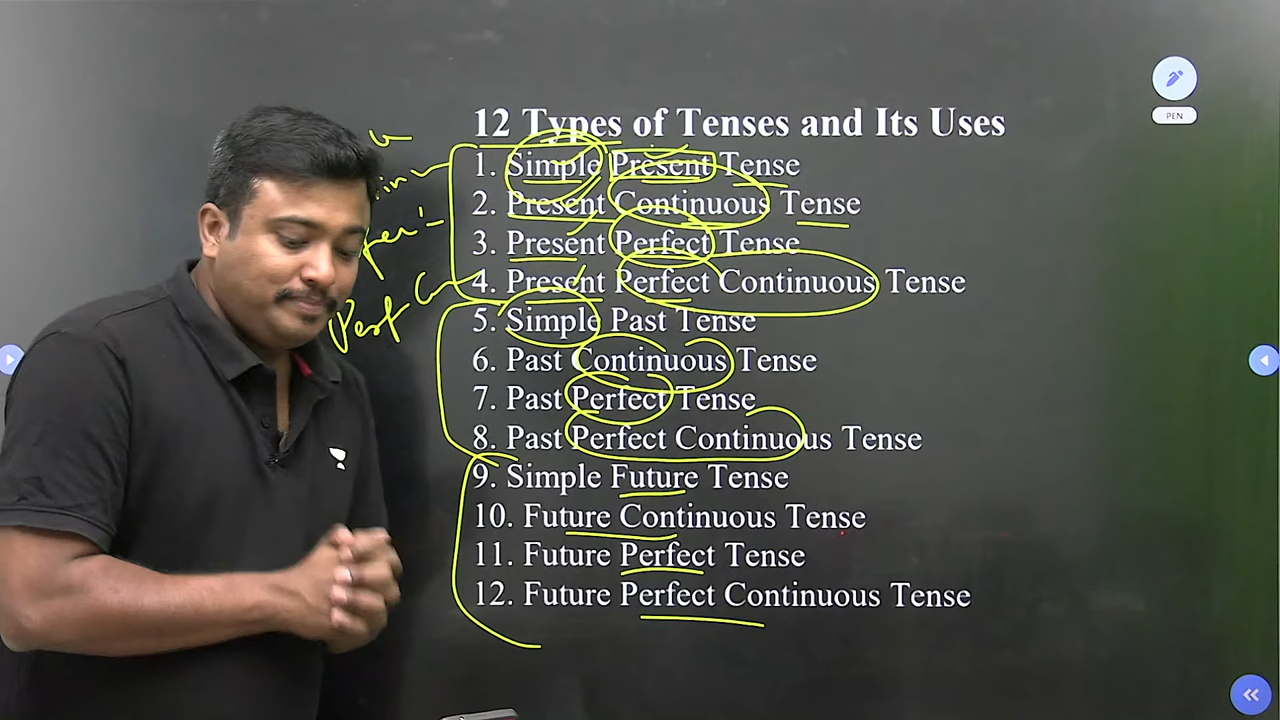 12 Types of Tenses and Its Uses
1. Simple Present Tense
2. Present Continuous Tense
3. Present Perfect Tense
4. Present Perfect Continuous Tense
5. Simple Past Tense
6. Past Continuous Tense
7. Past Perfect Tense
8. Past Perfect Continuous Tense
9. Simple Future Tense
10. Future Continuous Tense
11. Future Perfect Tense
12. Future Perfect Continuous Tense
PEN